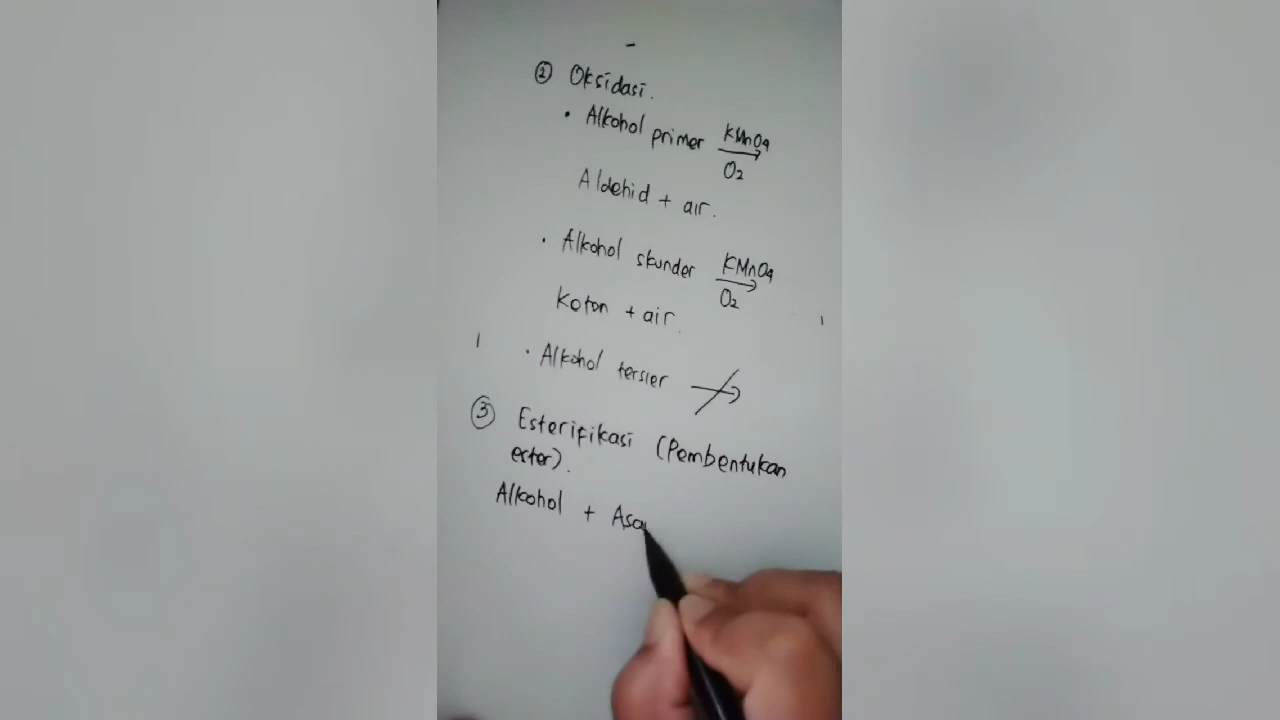 ② Oksidasi.
• Alkohol primer KMnO4 → O2
Aldehid + air.
• Alkohol skunder KMnO4 → O2
Koton + air.
• Alkohol tersier
③ Esterifikasi (Pembentukan
ester).
Alkohol + Asa